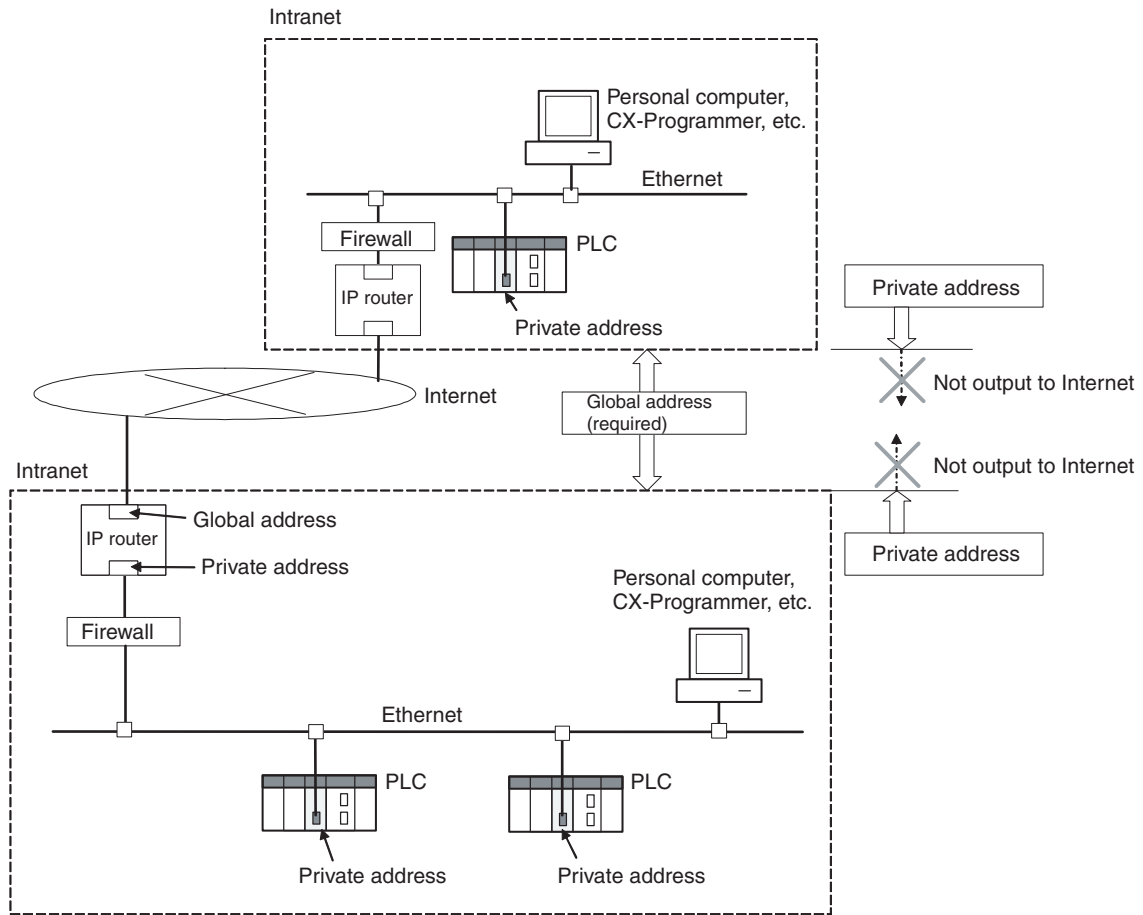 Intranet
Personal computer,
CX-Programmer, etc.
Ethernet
Firewall
PLC
IP router
Private address
Private address
Internet
Global address
(required)
Not output to Internet
Not output to Internet
Private address
Intranet
Global address
IP router
Private address
Personal computer,
CX-Programmer, etc.
Firewall
Ethernet
PLC
PLC
Private address
Private address